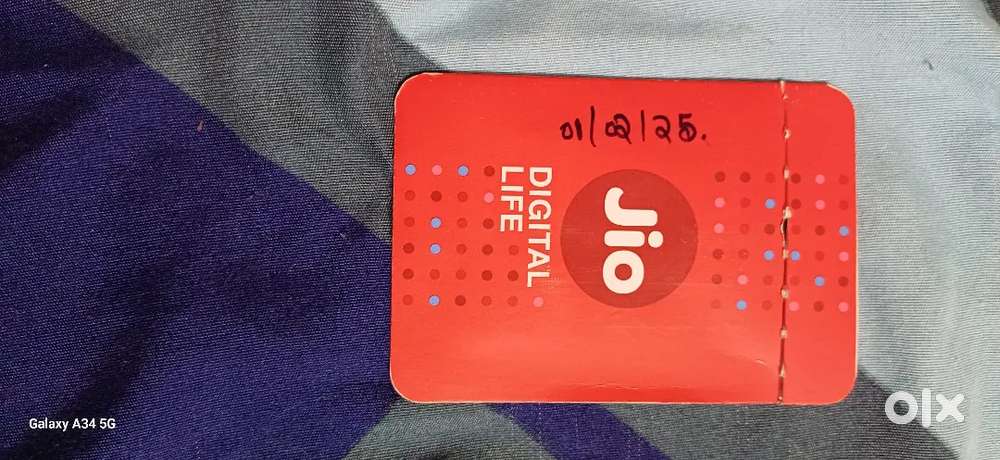 01/02/25.
Jio
DIGITAL
LIFE
Galaxy A34 5G
olx